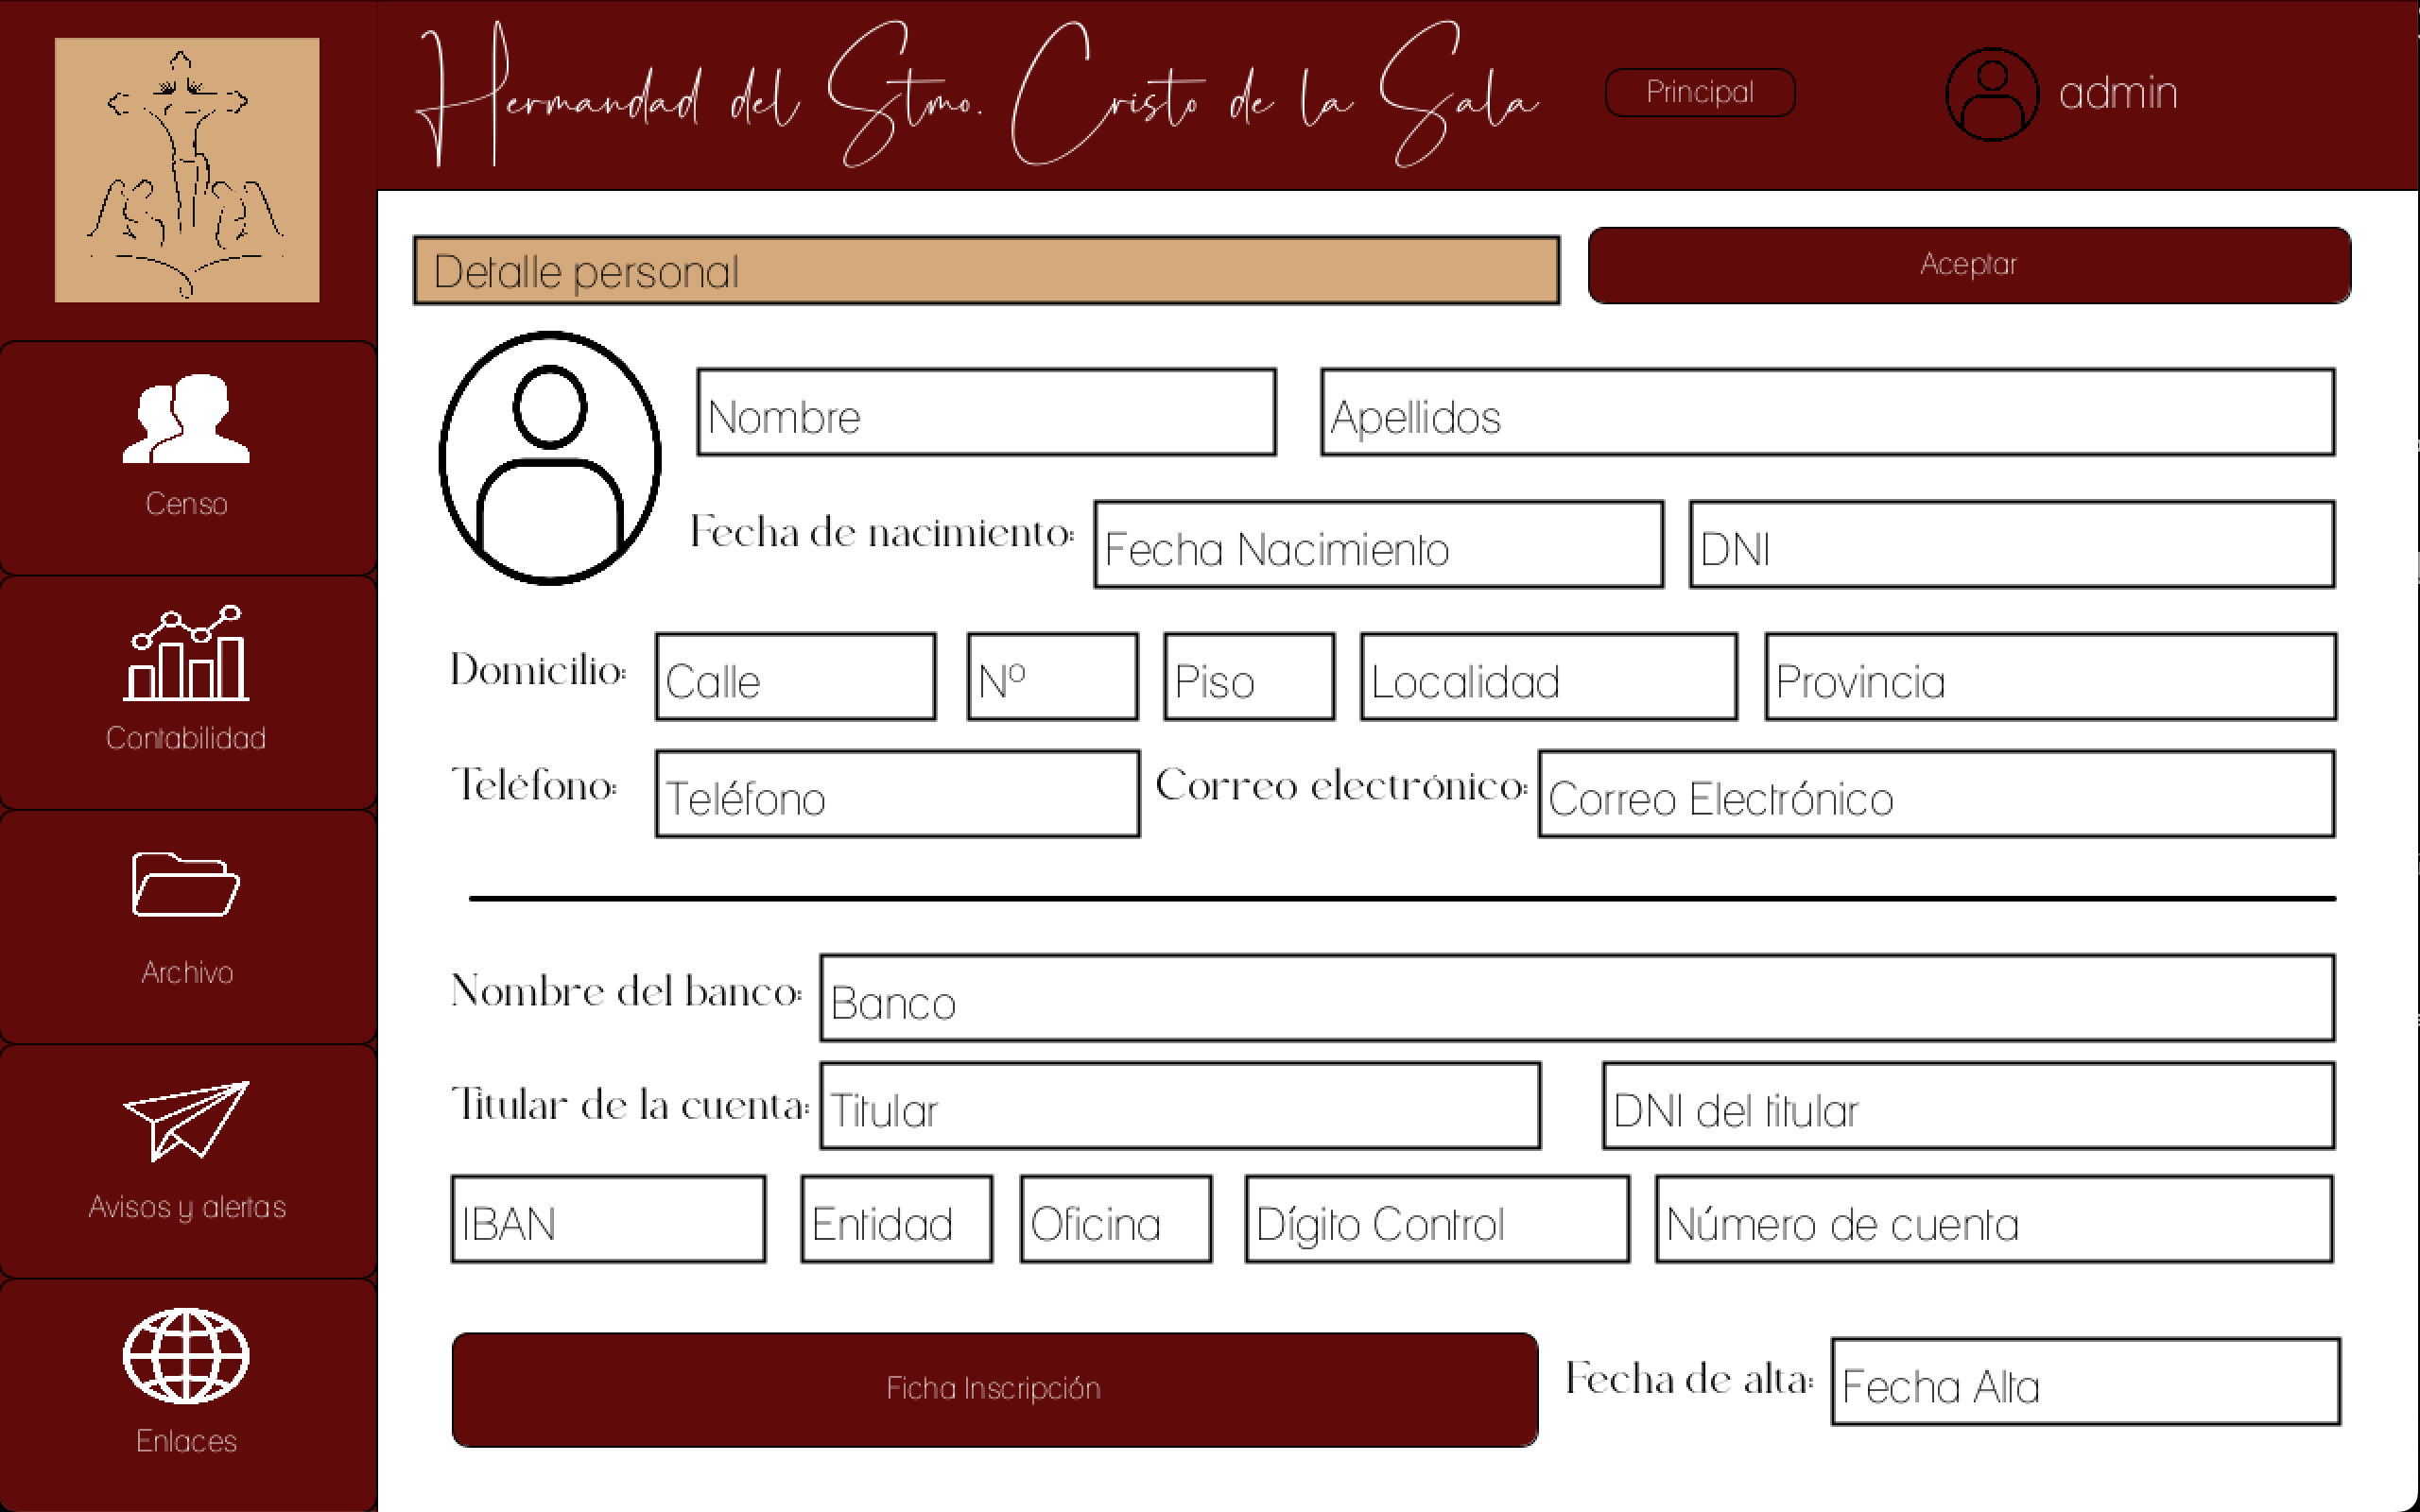 Hermandad del Stmo. Cristo de la Sala
Principal
admin
Detalle personal
Aceptar
Censo
Contabilidad
Archivo
Avisos y alertas
Enlaces
Nombre
Apellidos
Fecha de nacimiento: Fecha Nacimiento
DNI
Domicilio: Calle
Nº
Piso
Localidad
Provincia
Teléfono: Teléfono
Correo electrónico: Correo Electrónico
Nombre del banco: Banco
Titular de la cuenta: Titular
DNI del titular
IBAN
Entidad
Oficina
Dígito Control
Número de cuenta
Ficha Inscripción
Fecha de alta: Fecha Alta